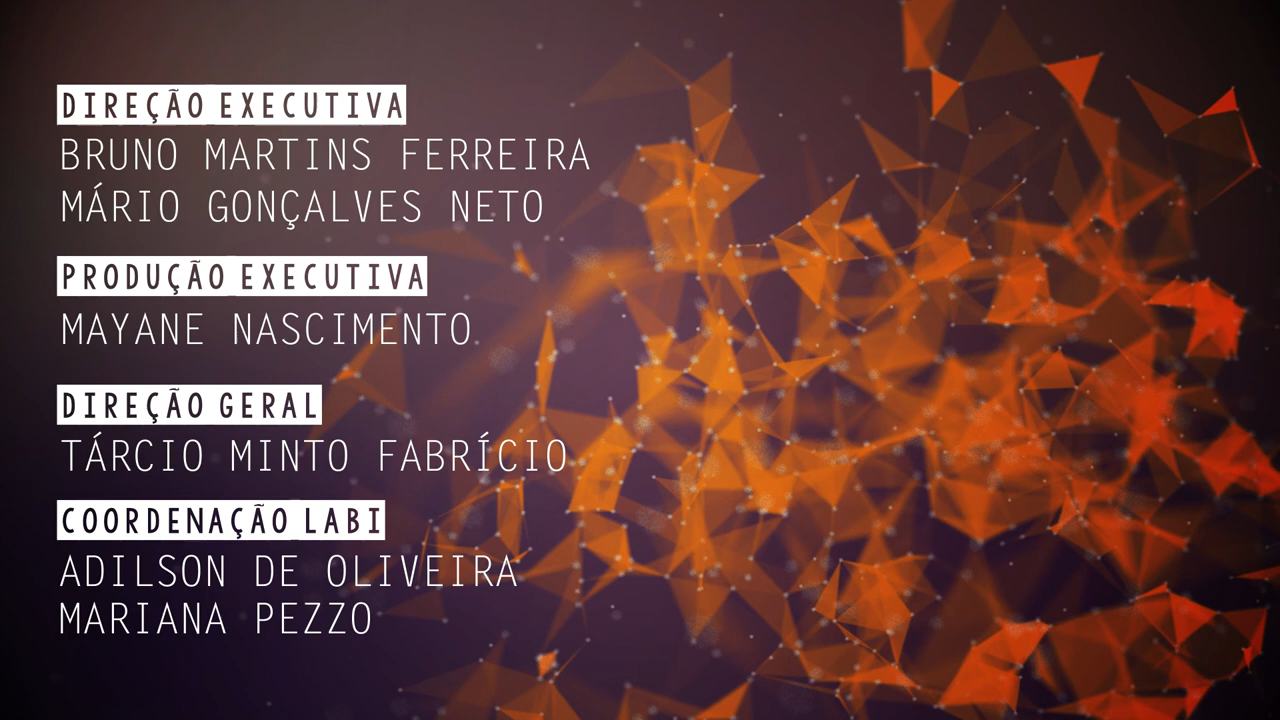 DIREÇÃO EXECUTIVA
BRUNO MARTINS FERREIRA
MÁRIO GONÇALVES NETO
PRODUÇÃO EXECUTIVA
MAYANE NASCIMENTO
DIREÇÃO GERAL
TÁRCIO MINTO FABRÍCIO
COORDENAÇÃO LABI
ADILSON DE OLIVEIRA
MARIANA PEZZO